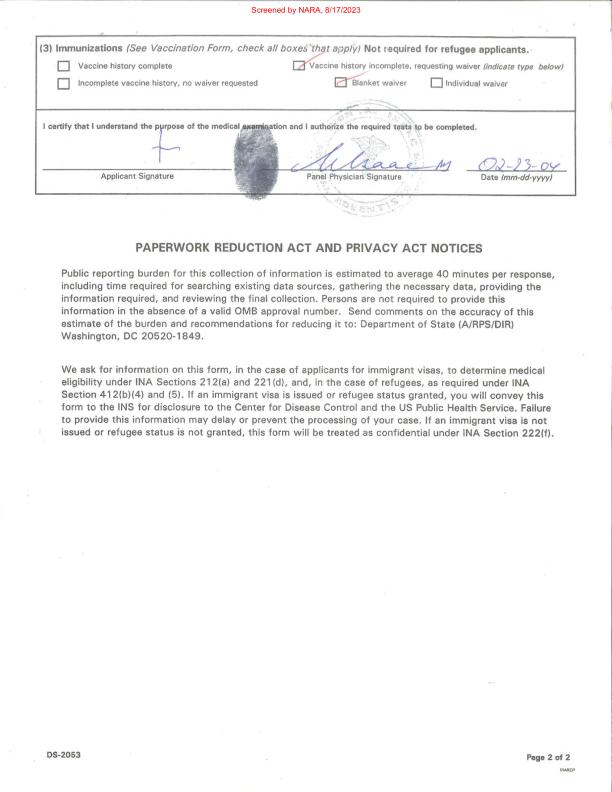 Screened by NARA, 8/17/2023
(3) Immunizations (See Vaccination Form, check all boxes that apply) Not required for refugee applicants.
Vaccine history complete
Vaccine history incomplete, requesting waiver (indicate type below)
Incomplete vaccine history, no waiver requested
Blanket waiver
Individual waiver
I certify that I understand the purpose of the medical examination and I authorize the required tests to be completed.
02-23-04
Applicant Signature
Panel Physician Signature
Date (mm-dd-yyyy)
PAPERWORK REDUCTION ACT AND PRIVACY ACT NOTICES
Public reporting burden for this collection of information is estimated to average 40 minutes per response,
including time required for searching existing data sources, gathering the necessary data, providing the
information required, and reviewing the final collection. Persons are not required to provide this
information in the absence of a valid OMB approval number. Send comments on the accuracy of this
estimate of the burden and recommendations for reducing it to: Department of State (A/RPS/DIR)
Washington, DC 20520-1849.
We ask for information on this form, in the case of applicants for immigrant visas, to determine medical
eligibility under INA Sections 212(a) and 221(d), and, in the case of refugees, as required under INA
Section 412(b)(4) and (5). If an immigrant visa is issued or refugee status granted, you will convey this
form to the INS for disclosure to the Center for Disease Control and the US Public Health Service. Failure
to provide this information may delay or prevent the processing of your case. If an immigrant visa is not
issued or refugee status is not granted, this form will be treated as confidential under INA Section 222(f).
DS-2053
Page 2 of 2